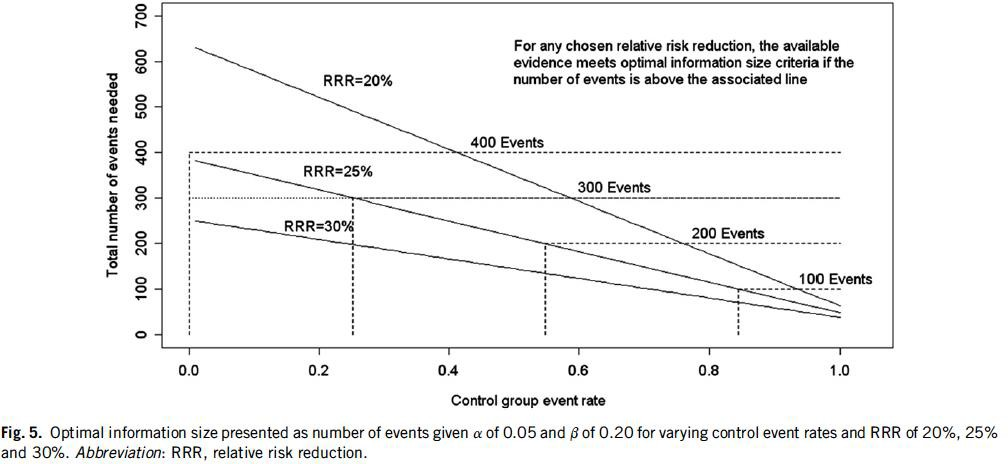 700
600
500
400
300
200
100
0
Total number of events needed
For any chosen relative risk reduction, the available
evidence meets optimal information size criteria if the
number of events is above the associated line
RRR=20%
400 Events
RRR=25%
300 Events
RRR=30%
200 Events
100 Events
0.0 0.2 0.4 0.6 0.8 1.0
Control group event rate
Fig. 5. Optimal information size presented as number of events given α of 0.05 and β of 0.20 for varying control event rates and RRR of 20%, 25%
and 30%. Abbreviation: RRR, relative risk reduction.